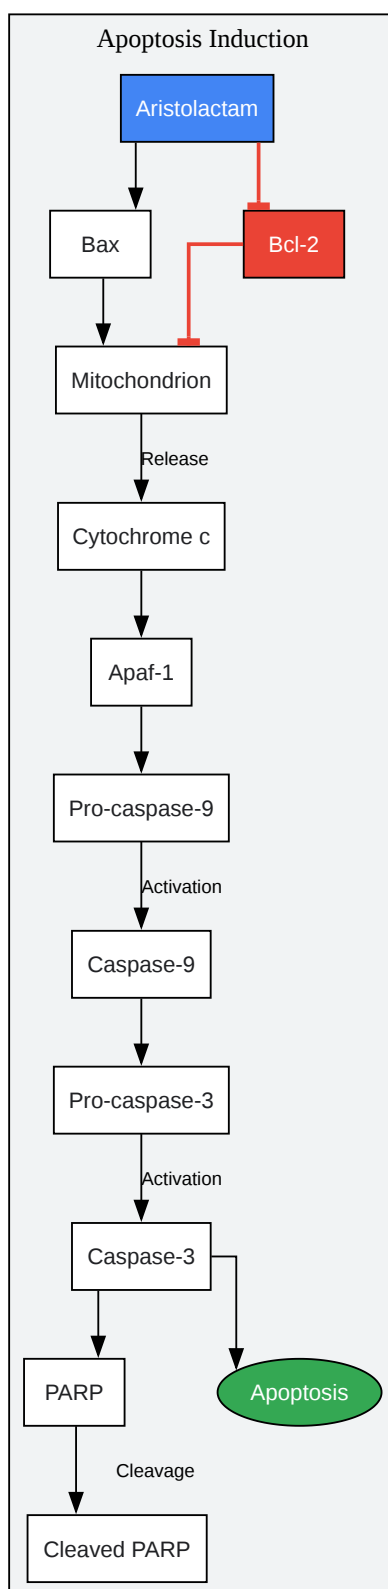 Apoptosis Induction
Aristolactam
Bax
Bcl-2
Mitochondrion
Release
Cytochrome c
Apaf-1
Pro-caspase-9
Activation
Caspase-9
Pro-caspase-3
Activation
Caspase-3
PARP
Apoptosis
Cleavage
Cleaved PARP